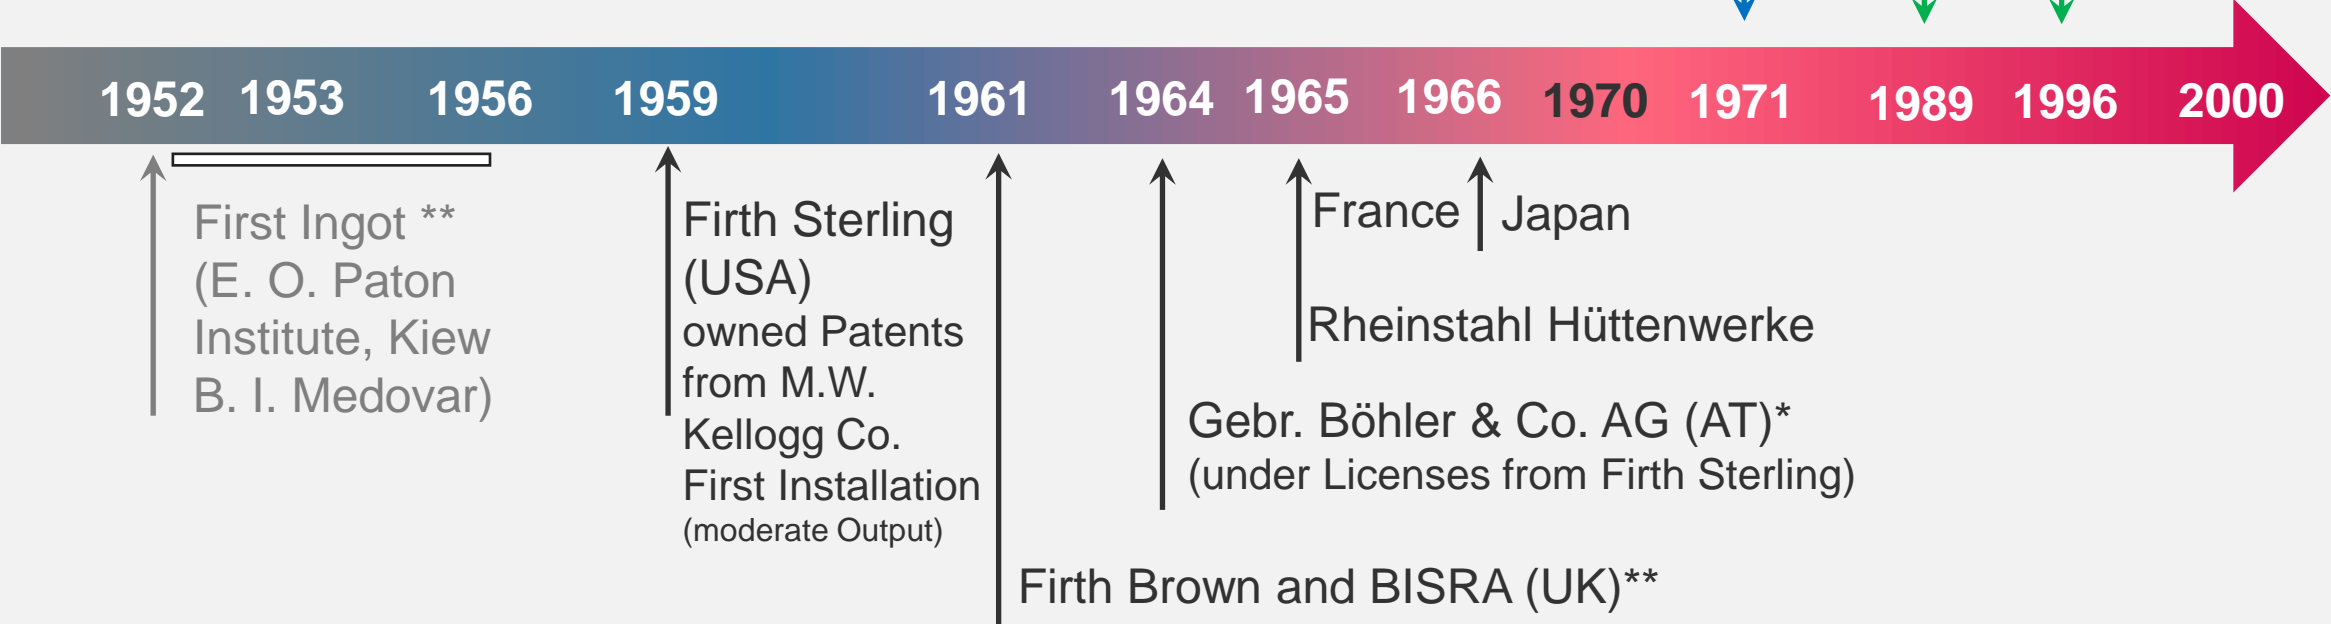 1952 1953 1956 1959 1961 1964 1965 1966 1970 1971 1989 1996 2000
First Ingot **
(E. O. Paton
Institute, Kiew
B. I. Medovar)
Firth Sterling
(USA)
owned Patents
from M.W.
Kellogg Co.
First Installation
(moderate Output)
Firth Brown and BISRA (UK)**
Gebr. Böhler & Co. AG (AT)*
(under Licenses from Firth Sterling)
France
Rheinstahl Hüttenwerke
Japan